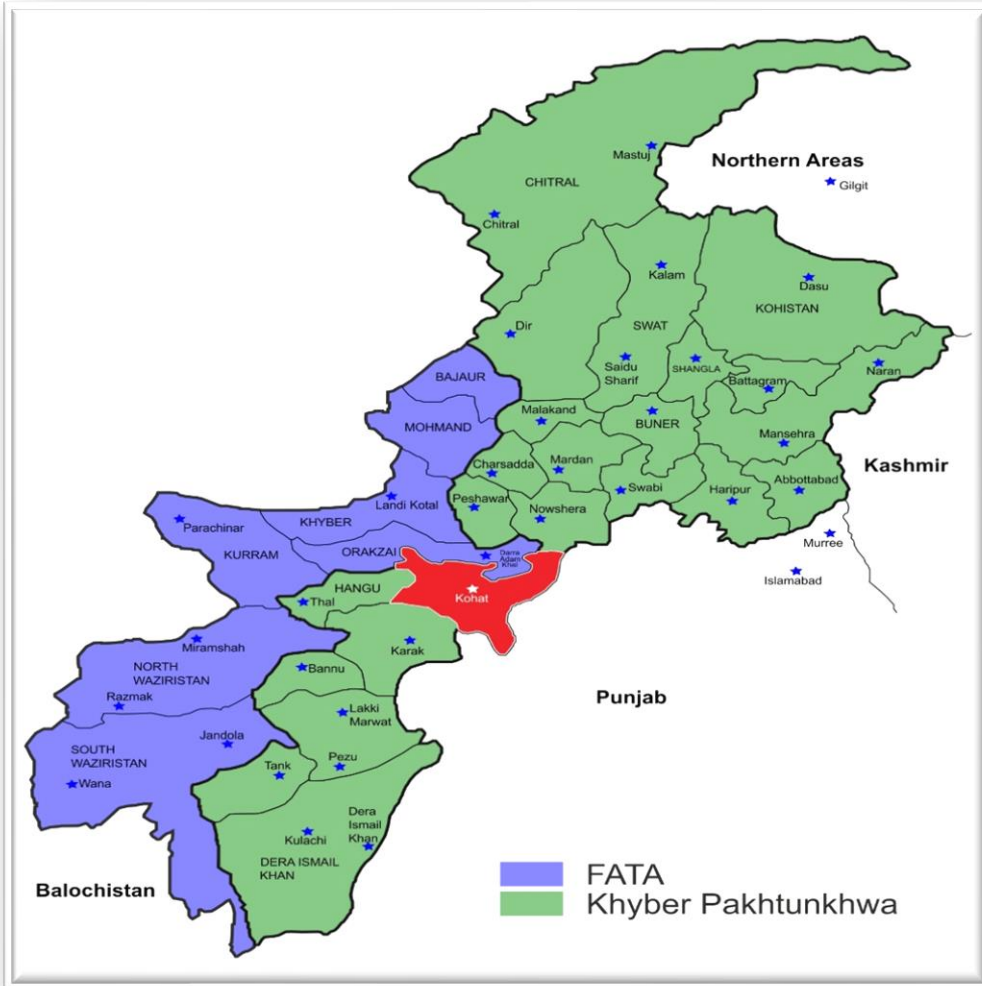 Mastuj
Northern Areas
Gilgit
CHITRAL
Chitral
Kalam
Dasu
KOHISTAN
Dir
SWAT
Saidu
Sharif
SHANGLA
Naran
BAJAUR
Battagram
Malakand
BUNER
MOHMAND
Mansehra
Charsadda
Mardan
Kashmir
Swabi
Haripur
Abbottabad
Landi Kotal
Peshawar
Nowshera
Parachinar
KHYBER
Murree
KURRAM
ORAKZAI
Darra
Adam
Khel
Islamabad
HANGU
Thal
Kohat
Miramshah
Karak
NORTH
WAZIRISTAN
Bannu
Razmak
Punjab
Lakki
Marwat
Jandola
SOUTH
WAZIRISTAN
Pezu
Tank
Wana
Dera
Ismail
Khan
Kulachi
DERA ISMAIL
KHAN
Balochistan
FATA
Khyber Pakhtunkhwa